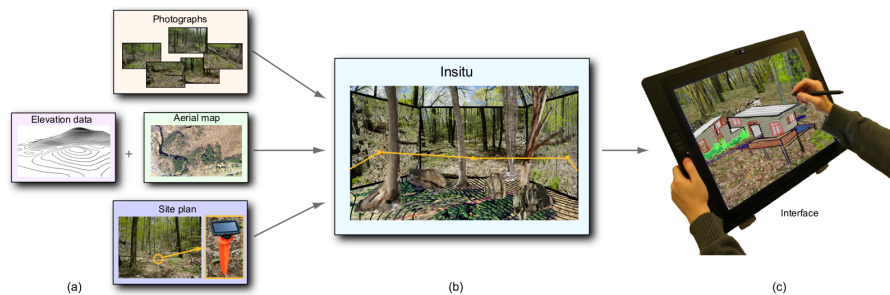 Photographs
Elevation data
+
Aerial map
Site plan
Insitu
Interface
(a)
(b)
(c)